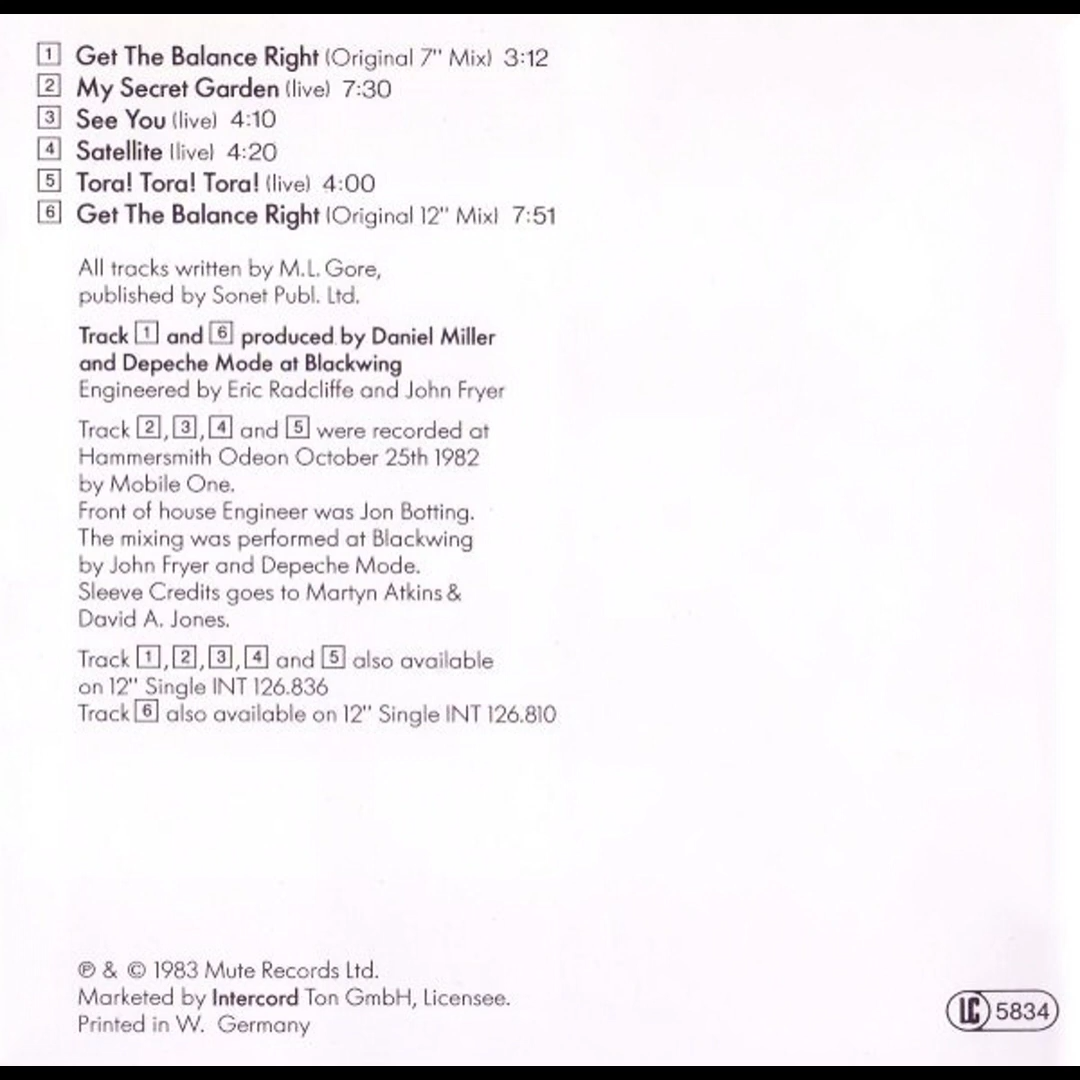 1 Get The Balance Right (Original 7" Mix) 3:12
2 My Secret Garden (live) 7:30
3 See You (live) 4:10
4 Satellite (live) 4:20
5 Tora! Tora! Tora! (live) 4:00
6 Get The Balance Right (Original 12" Mix) 7:51
All tracks written by M.L. Gore,
published by Sonet Publ. Ltd.
Track 1 and 6 produced by Daniel Miller
and Depeche Mode at Blackwing
Engineered by Eric Radcliffe and John Fryer
Track 2, 3, 4 and 5 were recorded at
Hammersmith Odeon October 25th 1982
by Mobile One.
Front of house Engineer was Jon Botting.
The mixing was performed at Blackwing
by John Fryer and Depeche Mode.
Sleeve Credits goes to Martyn Atkins &
David A. Jones.
Track 1, 2, 3, 4 and 5 also available
on 12" Single INT 126.836
Track 6 also available on 12" Single INT 126.810
℗ & © 1983 Mute Records Ltd.
Marketed by Intercord Ton GmbH, Licensee.
Printed in W. Germany
LC 5834